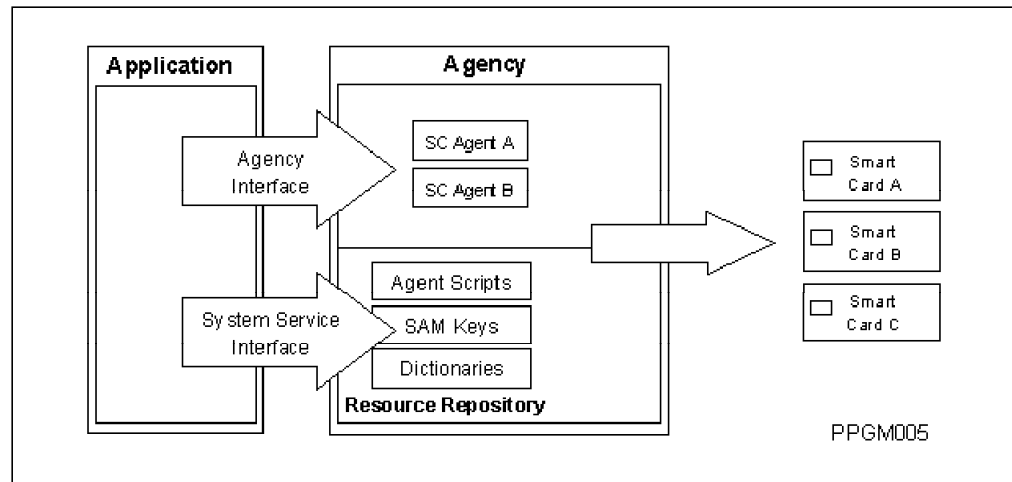 Application
Agency
Agency
Interface
SC Agent A
SC Agent B
System Service
Interface
Agent Scripts
SAM Keys
Dictionaries
Resource Repository
Smart
Card A
Smart
Card B
Smart
Card C
PPGM005